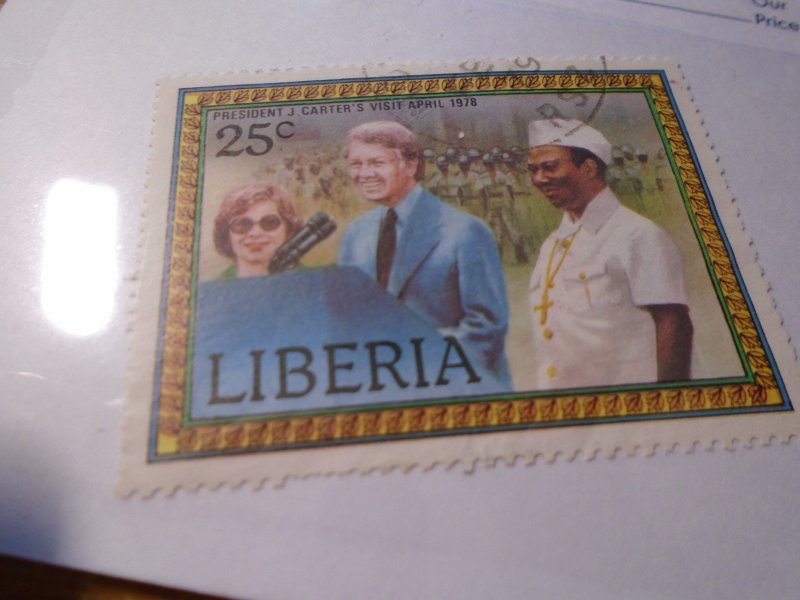 Our
Price
PRESIDENT J. CARTER'S VISIT APRIL 1978
25c
LIBERIA